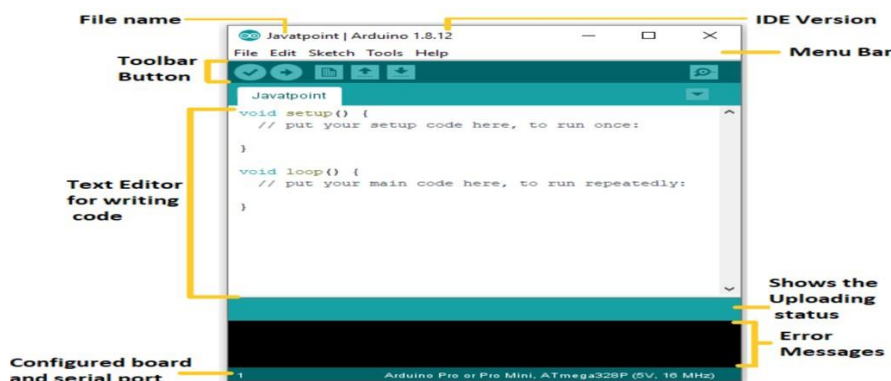 File name
IDE Version
Javatpoint | Arduino 1.8.12
File Edit Sketch Tools Help
Menu Bar
Toolbar
Button
Javatpoint
void setup() {
// put your setup code here, to run once:
}
void loop() {
// put your main code here, to run repeatedly:
}
Text Editor
for writing
code
Shows the
Uploading
status
Error
Messages
Configured board
and serial port
1 Arduino Pro or Pro Mini, ATmega328P (5V, 16 MHz)